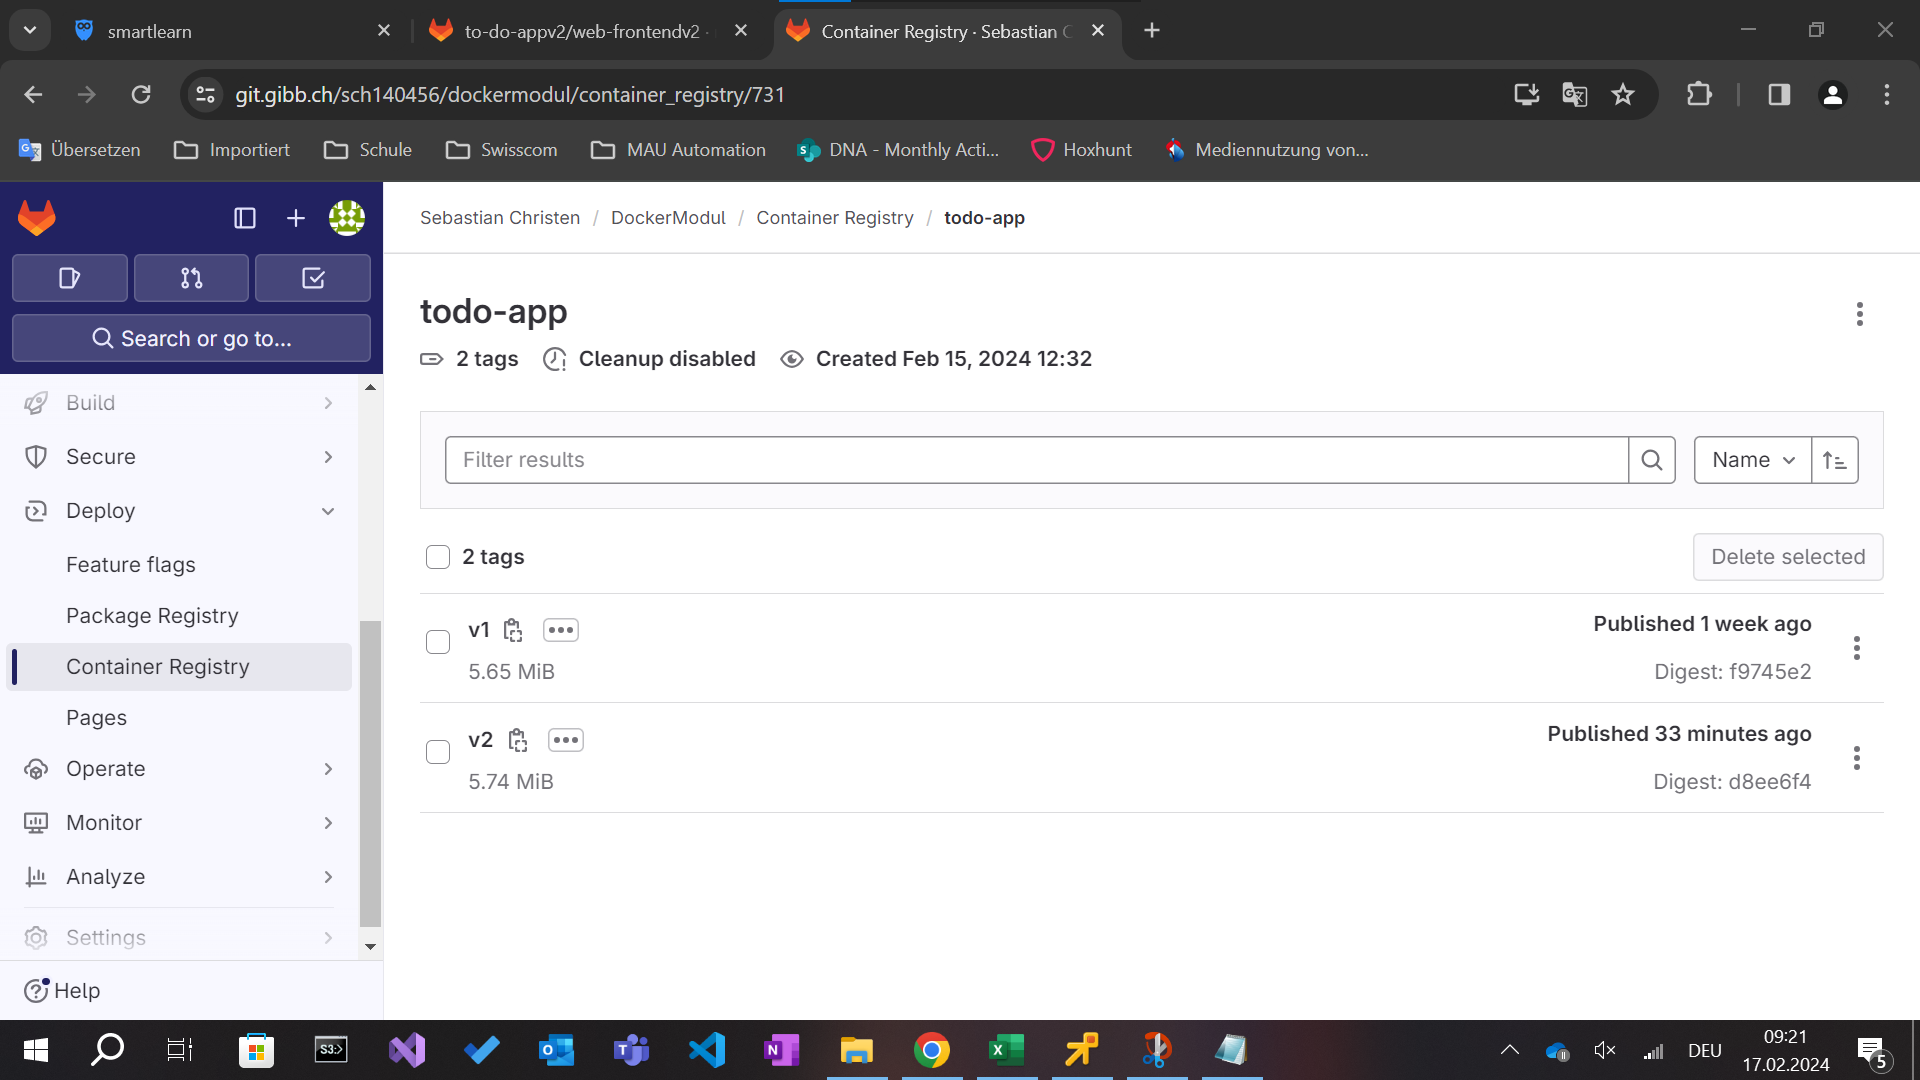 smartlearn
to-do-appv2/web-frontendv2 ·
Container Registry · Sebastian C
git.gibb.ch/sch140456/dockermodul/container_registry/731
Übersetzen
Importiert
Schule
Swisscom
MAU Automation
DNA - Monthly Acti...
Hoxhunt
Mediennutzung von...
Search or go to...
Build
Secure
Deploy
Feature flags
Package Registry
Container Registry
Pages
Operate
Monitor
Analyze
Settings
Help
Sebastian Christen / DockerModul / Container Registry / todo-app
todo-app
2 tags
Cleanup disabled
Created Feb 15, 2024 12:32
Filter results
Name
2 tags
Delete selected
v1
Published 1 week ago
5.65 MiB
Digest: f9745e2
v2
Published 33 minutes ago
5.74 MiB
Digest: d8ee6f4
DEU
09:21
17.02.2024
5